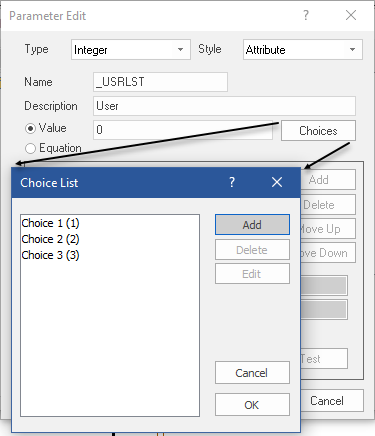 Parameter Edit ? ×
Type Integer Style Attribute
Name _USRLST
Description User
Value 0 Choices
Equation
Choice List ? ×
Add
Delete
Move Up
ove Down
Test
Cancel
Choice 1 (1)
Choice 2 (2)
Choice 3 (3)
Add
Delete
Edit
Cancel
OK